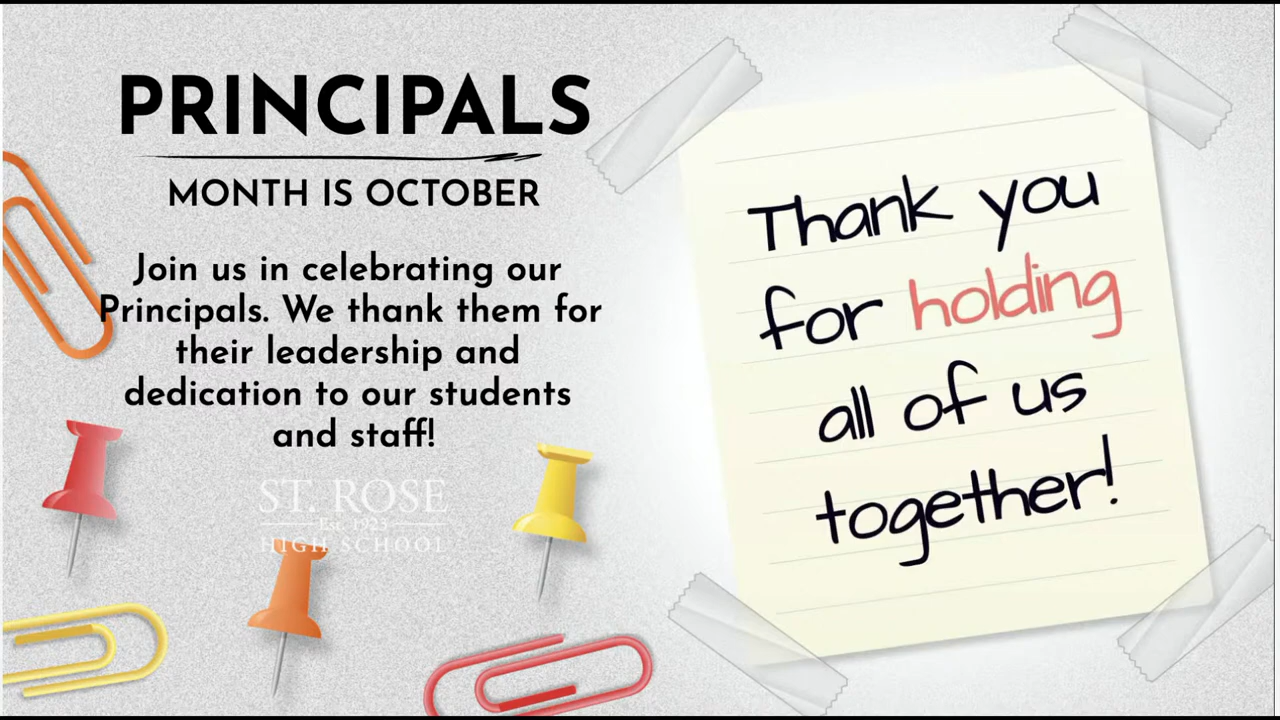 PRINCIPALS
MONTH IS OCTOBER
Join us in celebrating our
Principals. We thank them for
their leadership and
dedication to our students
and staff!
ST. ROSE
Est. 1923
HIGH SCHOOL
Thank you
for holding
all of us
together!